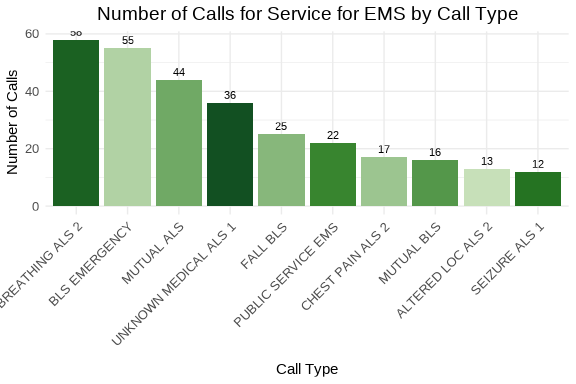 Number of Calls for Service for EMS by Call Type
Number of Calls
60
40
20
0
58
55
44
36
25
22
17
16
13
12
BREATHING ALS 2
BLS EMERGENCY
MUTUAL ALS
UNKNOWN MEDICAL ALS 1
FALL BLS
PUBLIC SERVICE EMS
CHEST PAIN ALS 2
MUTUAL BLS
ALTERED LOC ALS 2
SEIZURE ALS 1
Call Type